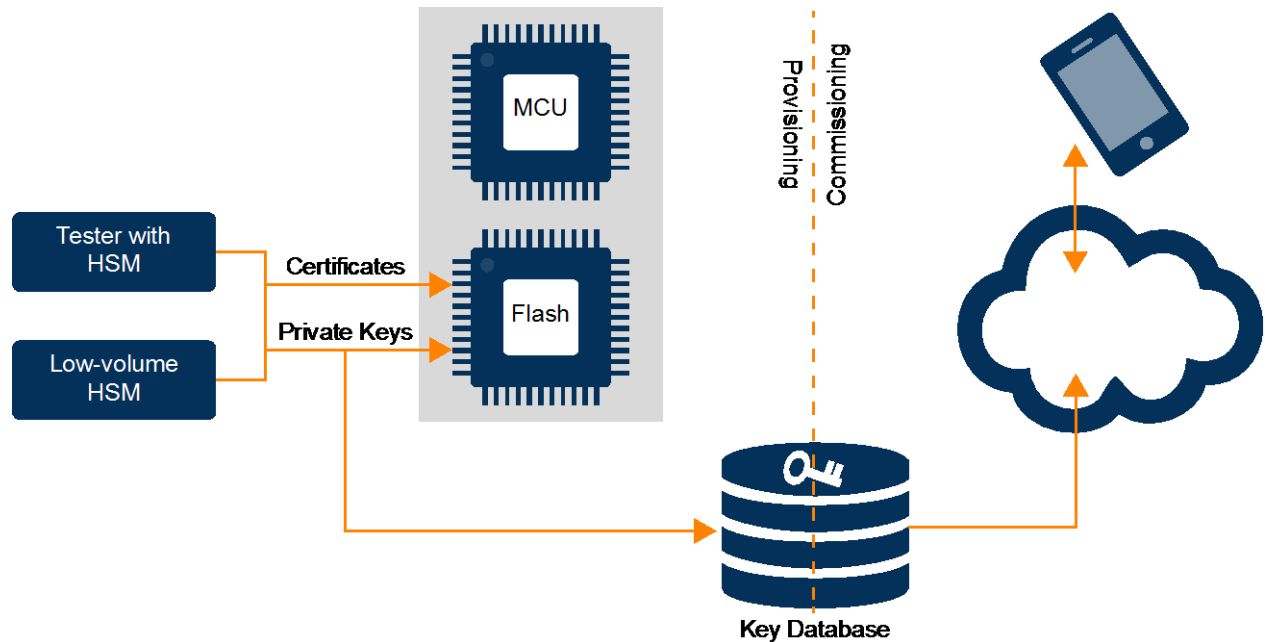 MCU
Provisioning
Commissioning
Tester with
HSM
Certificates
Flash
Private Keys
Low-volume
HSM
Key Database